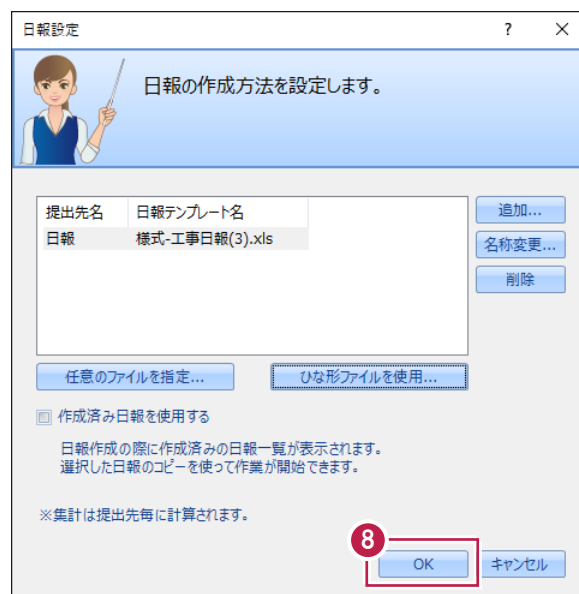 日報設定 ?
日報の作成方法を設定します。
提出先名 日報テンプレート名
日報 様式-工事日報(3).xls
追加...
名称変更...
削除
任意のファイルを指定... ひな形ファイルを使用...
作成済み日報を使用する
日報作成の際に作成済みの日報一覧が表示されます。
選択した日報のコピーを使って作業が開始できます。
※集計は提出先毎に計算されます。
8
OK キャンセル